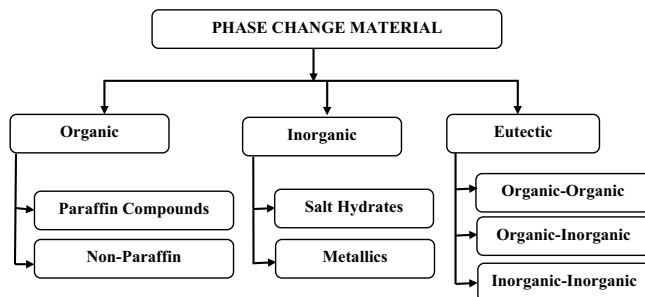 PHASE CHANGE MATERIAL
Organic
Inorganic
Eutectic
Paraffin Compounds
Non-Paraffin
Salt Hydrates
Metallics
Organic-Organic
Organic-Inorganic
Inorganic-Inorganic